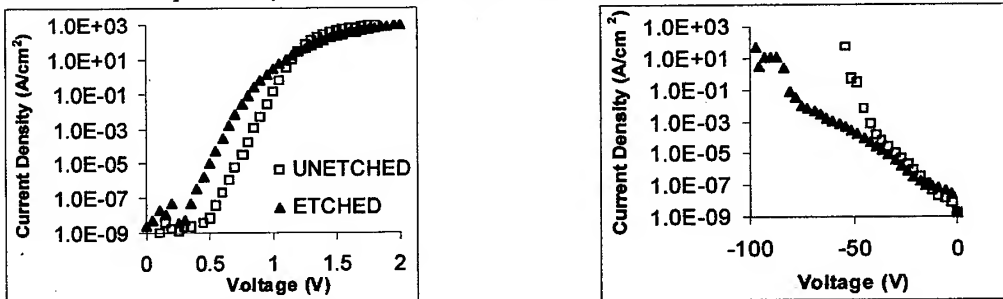 Current Density (A/cm²)
1.0E+03
1.0E+01
1.0E-01
1.0E-03
1.0E-05
1.0E-07
1.0E-09
UNETCHED
ETCHED
0 0.5 1 1.5 2
Voltage (V)
Current Density (A/cm²)
1.0E+03
1.0E+01
1.0E-01
1.0E-03
1.0E-05
1.0E-07
1.0E-09
-100 -50 0
Voltage (V)